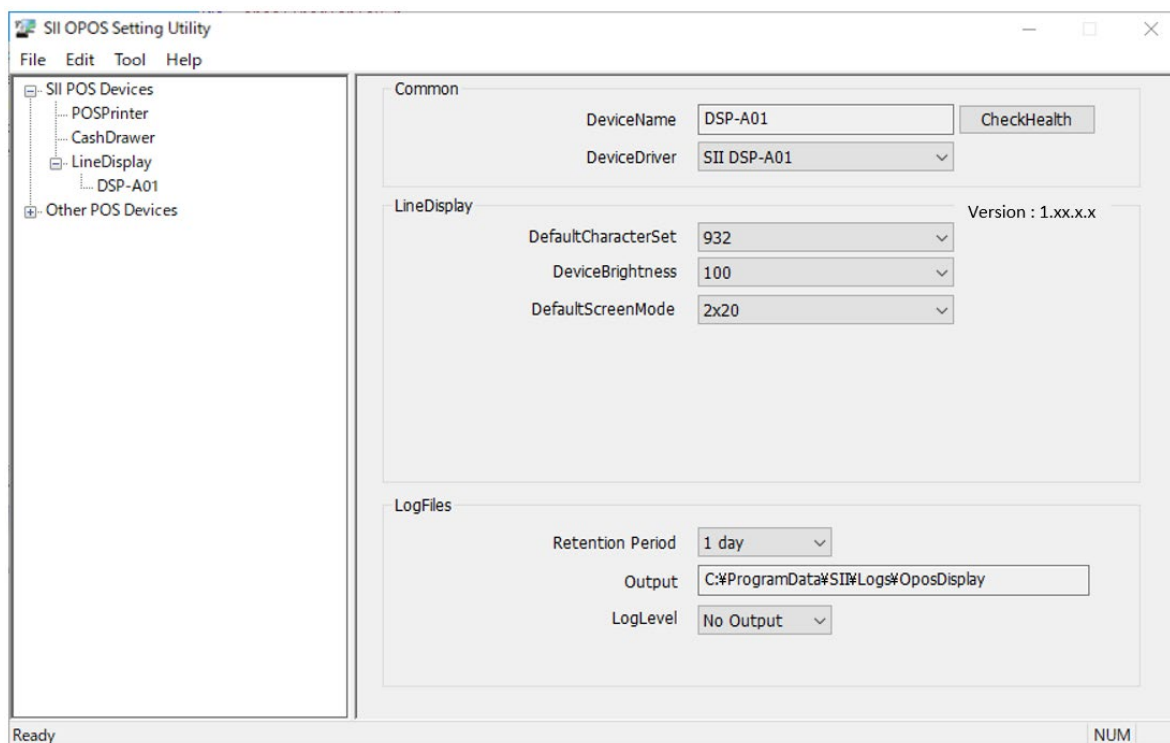 SII OPOS Setting Utility
File Edit Tool Help
SII POS Devices
POSPrinter
CashDrawer
LineDisplay
DSP-A01
Other POS Devices
Common
DeviceName DSP-A01 CheckHealth
DeviceDriver SII DSP-A01
LineDisplay
Version : 1.xx.x.x
DefaultCharacterSet 932
DeviceBrightness 100
DefaultScreenMode 2x20
LogFiles
Retention Period 1 day
Output C:¥ProgramData¥SII¥Logs¥OposDisplay
LogLevel No Output
Ready NUM